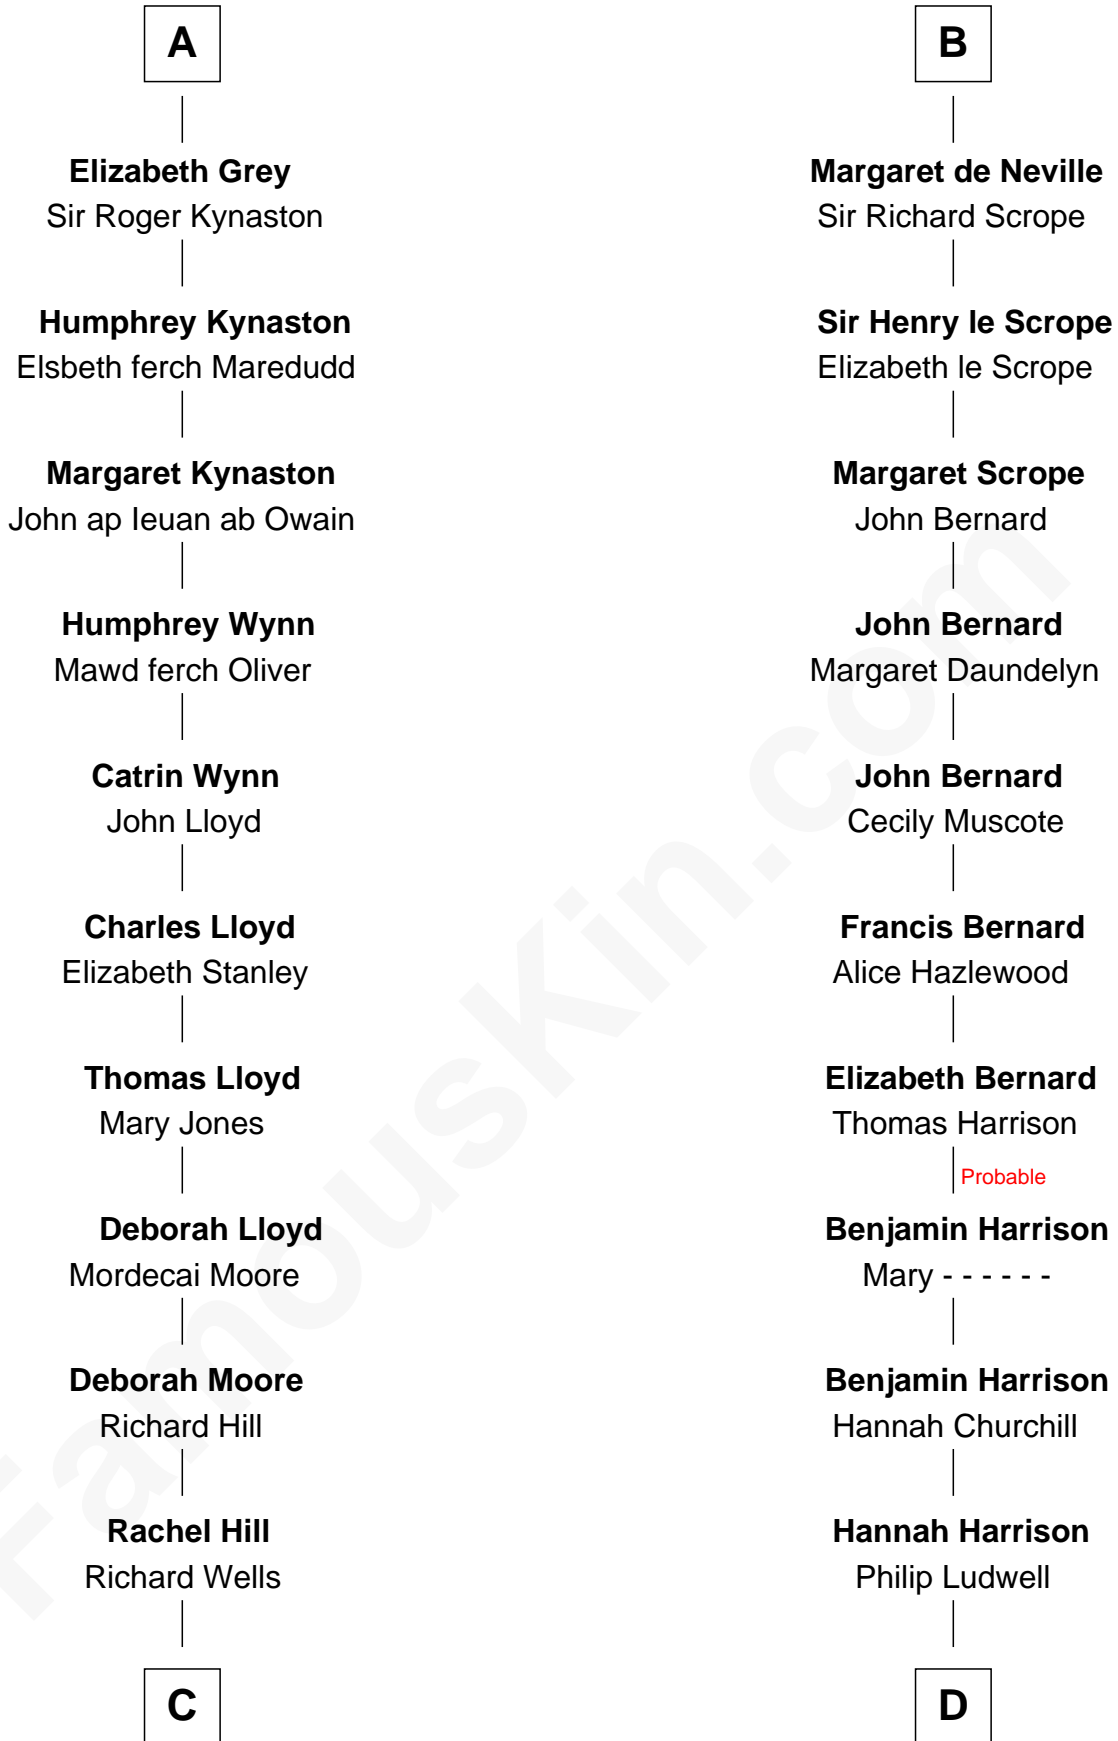 A
Elizabeth Grey
Sir Roger Kynaston
Humphrey Kynaston
Elsbeth ferch Maredudd
Margaret Kynaston
John ap Ieuan ab Owain
Humphrey Wynn
Mawd ferch Oliver
Catrin Wynn
John Lloyd
Charles Lloyd
Elizabeth Stanley
Thomas Lloyd
Mary Jones
Deborah Lloyd
Mordecai Moore
Deborah Moore
Richard Hill
Rachel Hill
Richard Wells
C
B
Margaret de Neville
Sir Richard Scrope
Sir Henry le Scrope
Elizabeth le Scrope
Margaret Scrope
John Bernard
John Bernard
Margaret Daundelyn
John Bernard
Cecily Muscote
Francis Bernard
Alice Hazlewood
Elizabeth Bernard
Thomas Harrison
Probable
Benjamin Harrison
Mary - - - - - -
Benjamin Harrison
Hannah Churchill
Hannah Harrison
Philip Ludwell
D
FamousKin.com